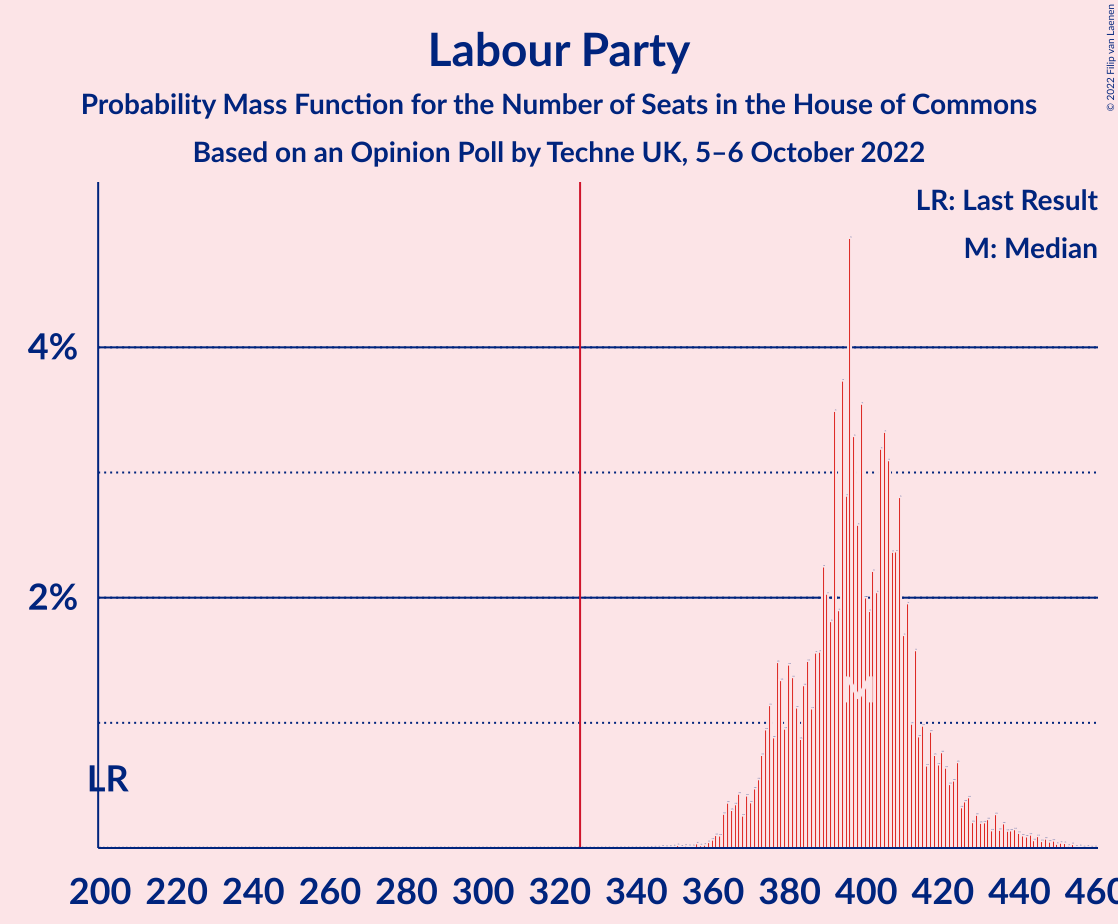 Labour Party
Probability Mass Function for the Number of Seats in the House of Commons
Based on an Opinion Poll by Techne UK, 5–6 October 2022
© 2022 Filip van Laenen
LR: Last Result
M: Median
4%
2%
LR
M
200 220 240 260 280 300 320 340 360 380 400 420 440 460